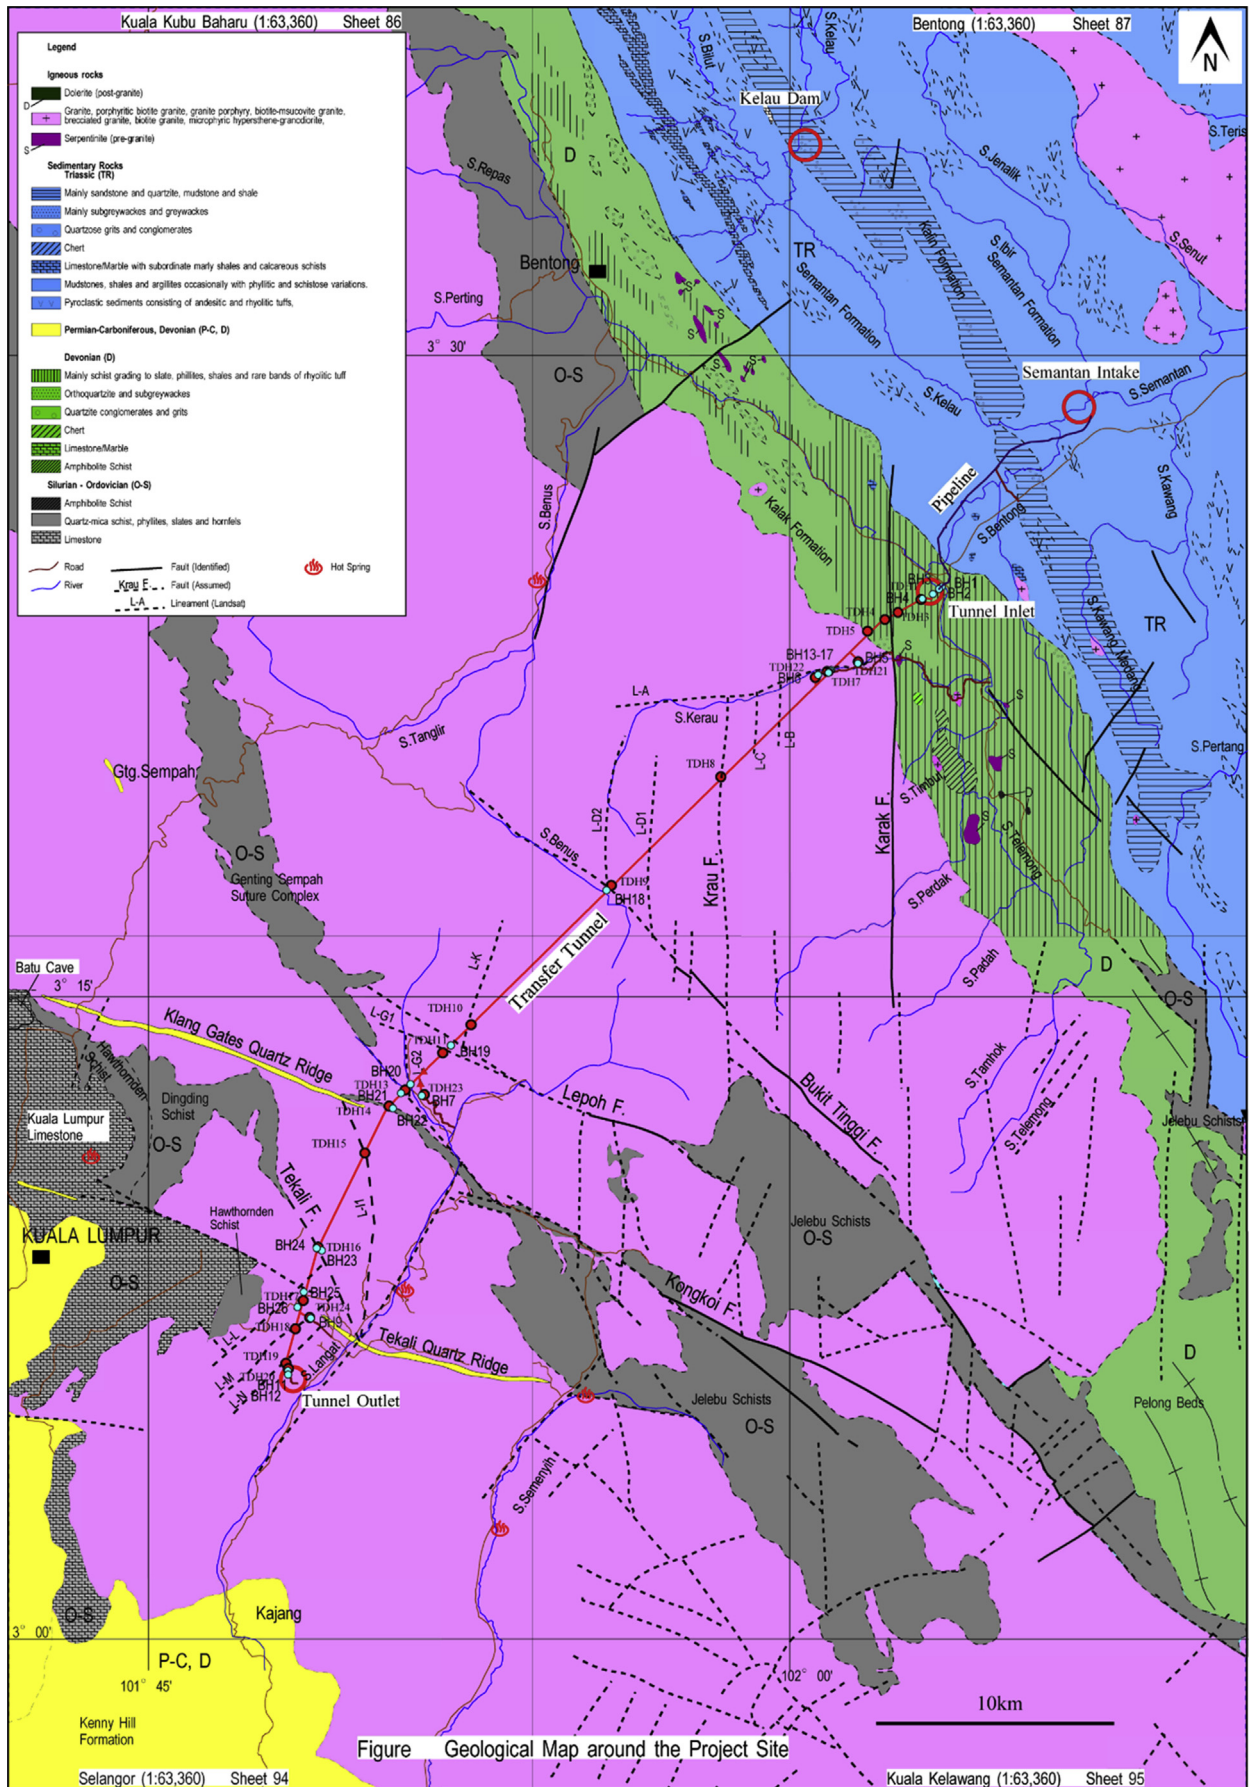 Kuala Kubu Baharu (1:63,360) Sheet 86
Bentong (1:63,360) Sheet 87
N
Legend
Igneous rocks
Dolerite (post-granite)
D
Granite, porphyritic biotite granite, granite porphyry, biotite-msucovite granite,
brecciated granite, biotite granite, microphyric hypersthene-granodiorite,
Serpentinite (pre-granite)
S
Sedimentary Rocks
Triassic (TR)
Mainly sandstone and quartzite, mudstone and shale
Mainly subgreywackes and greywackes
Quartzose grits and conglomerates
Chert
Limestone/Marble with subordinate marly shales and calcareous schists
Mudstones, shales and argillites occasionally with phyllitic and schistose variations.
Pyroclastic sediments consisting of andesitic and rhyolitic tuffs,
Permian-Carboniferous, Devonian (P-C, D)
Devonian (D)
Mainly schist grading to slate, phillites, shales and rare bands of rhyolitic tuff
Orthoquartzite and subgreywackes
Quartzite conglomerates and grits
Chert
Limestone/Marble
Amphibolite Schist
Silurian - Ordovician (O-S)
Amphibolite Schist
Quartz-mica schist, phyllites, slates and hornfels
Limestone
Road
River
Fault (Identified)
Krau F. Fault (Assumed)
L-A Lineament (Landsat)
Hot Spring
S.Bilut
S.Kelau
Kelau Dam
S.Teris
S.Jenalik
S.Repas
D
S.Senut
S.Ibir
TR
Kalin Formation
Semantan Formation
Semantan Formation
Bentong
S.Perting
S
S
S
S
S
3° 30'
O-S
Semantan Intake
S.Semantan
S.Kelau
S.Kawang
Pipeline
S.Bentong
S.Benus
Kalak Formation
BH1
BH2
BH4
TDH3
Tunnel Inlet
TDH4
TDH5
TR
S.Kawang Medang
BH13-17
BH5
TDH22
TDH21
BH6
TDH7
S
L-A
S.Kerau
L-B
L-C
S
S.Tanglir
TDH8
S.Pertang
Gtg.Sempah
S
S.Timbul
D
S
L-D2
L-D1
Karak F.
S.Telemong
S.Benus
O-S
Genting Sempah
Suture Complex
Krau F.
TDH9
BH18
S.Perdak
Transfer Tunnel
L-K
S.Padah
D
Batu Cave
3° 15'
O-S
L-G1
TDH10
Klang Gates Quartz Ridge
TDH11
BH19
L-G2
Hawthornden
Schist
BH20
TDH13
BH21
TDH23
BH7
TDH14
BH22
Dingding
Schist
Lepoh F.
Bukit Tinggi F.
S.Tamhok
S.Telemong
Jelebu Schists
Kuala Lumpur
Limestone
O-S
TDH15
Tekali F.
L-I1
Hawthornden
Schist
KUALA LUMPUR
Jelebu Schists
O-S
BH24
TDH16
BH23
O-S
Kongkoi F.
BH25
TDH17
BH26
TDH24
BH9
TDH18
L-L
Tekali Quartz Ridge
D
TDH19
S.Langat
L-M
TDH20
BH11
BH12
L-N
Tunnel Outlet
Pelong Beds
Jelebu Schists
O-S
S.Semenyih
O-S
Kajang
3° 00'
P-C, D
101° 45'
102° 00'
10km
Kenny Hill
Formation
Figure Geological Map around the Project Site
Selangor (1:63,360) Sheet 94
Kuala Kelawang (1:63,360) Sheet 95